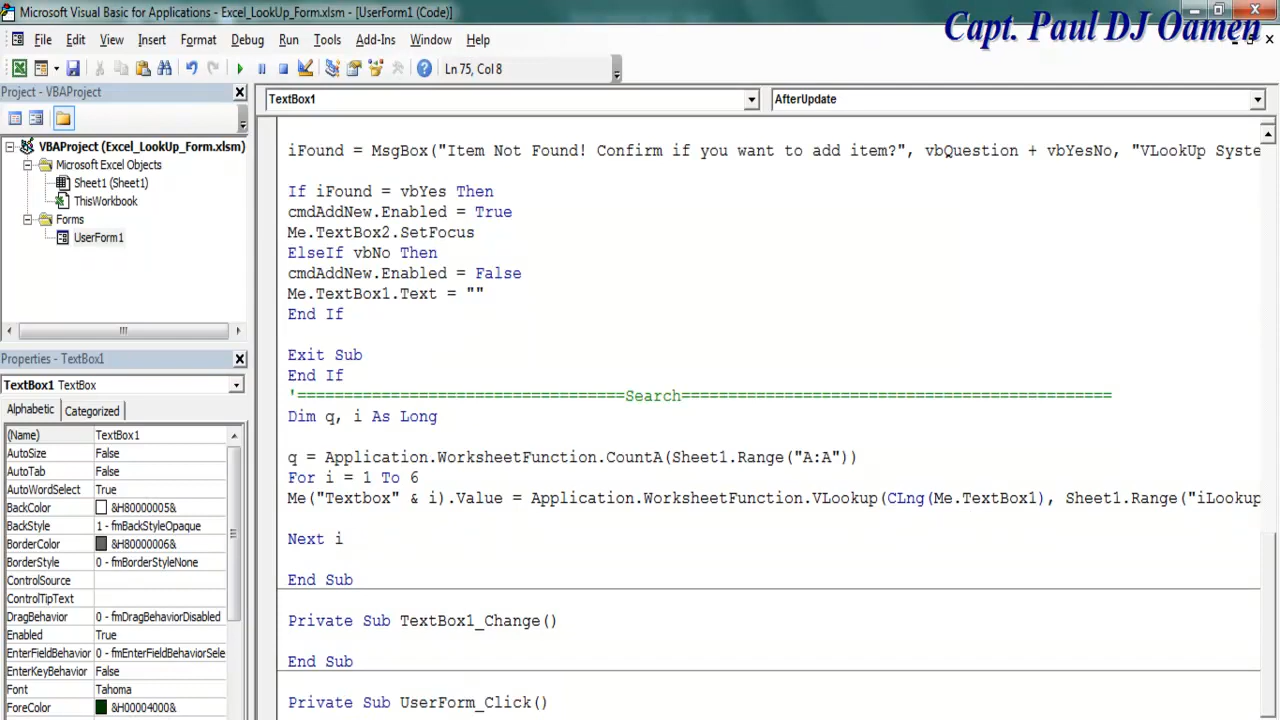 Microsoft Visual Basic for Applications - Excel_LookUp_Form.xlsm - [UserForm1 (Code)]
Capt. Paul DJ Oamen
File Edit View Insert Format Debug Run Tools Add-Ins Window Help
Ln 75, Col 8
Project - VBAProject
TextBox1 AfterUpdate
VBAProject (Excel_LookUp_Form.xlsm)
Microsoft Excel Objects
Sheet1 (Sheet1)
ThisWorkbook
Forms
UserForm1
iFound = MsgBox("Item Not Found! Confirm if you want to add item?", vbQuestion + vbYesNo, "VLookUp Syste
If iFound = vbYes Then
cmdAddNew.Enabled = True
Me.TextBox2.SetFocus
ElseIf vbNo Then
cmdAddNew.Enabled = False
Me.TextBox1.Text = ""
End If
Exit Sub
End If
'====================================Search==============================================
Dim q, i As Long
q = Application.WorksheetFunction.CountA(Sheet1.Range("A:A"))
For i = 1 To 6
Me("Textbox" & i).Value = Application.WorksheetFunction.VLookup(CLng(Me.TextBox1), Sheet1.Range("iLookup
Next i
End Sub
Private Sub TextBox1_Change()
End Sub
Private Sub UserForm_Click()
Properties - TextBox1
TextBox1 TextBox
Alphabetic Categorized
(Name) TextBox1
AutoSize False
AutoTab False
AutoWordSelect True
BackColor &H80000005&
BackStyle 1 - fmBackStyleOpaque
BorderColor &H80000006&
BorderStyle 0 - fmBorderStyleNone
ControlSource
ControlTipText
DragBehavior 0 - fmDragBehaviorDisabled
Enabled True
EnterFieldBehavior 0 - fmEnterFieldBehaviorSele
EnterKeyBehavior False
Font Tahoma
ForeColor &H00004000&